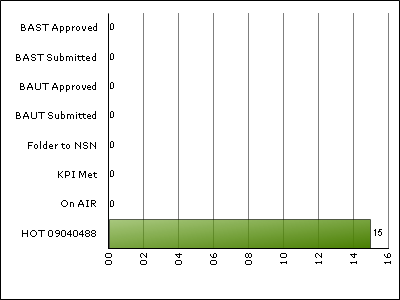 BAST Approved 0
BAST Submitted 0
BAUT Approved 0
BAUT Submitted 0
Folder to NSN 0
KPI Met 0
On AIR 0
HOT 09040488 15
00 02 04 06 08 10 12 14 16